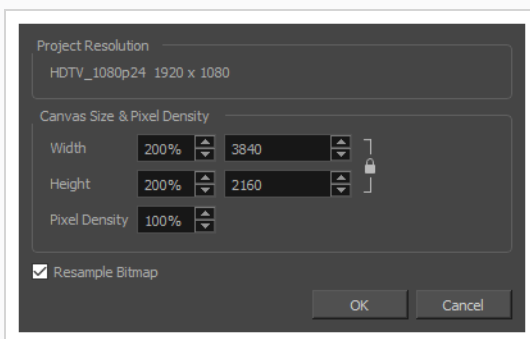 Project Resolution
HDTV_1080p24 1920 x 1080
Canvas Size & Pixel Density
Width 200% 3840
Height 200% 2160
Pixel Density 100%
Resample Bitmap
OK Cancel